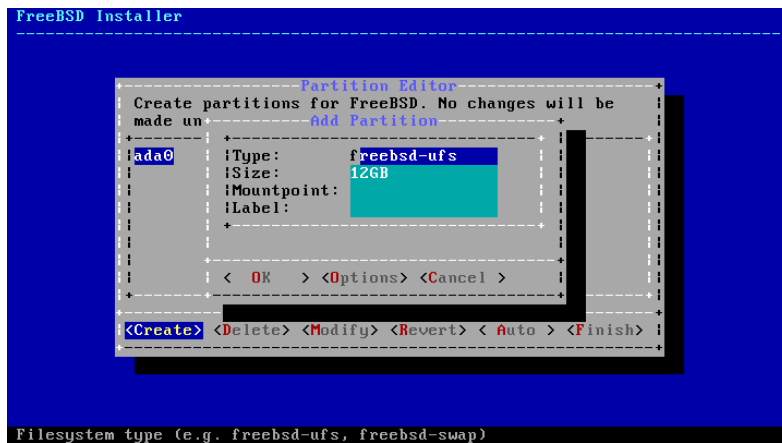 FreeBSD Installer
Partition Editor
Create partitions for FreeBSD. No changes will be
made un
Add Partition
ada0
Type: freebsd-ufs
Size: 12GB
Mountpoint:
Label:
< OK > <Options> <Cancel >
<Create> <Delete> <Modify> <Revert> < Auto > <Finish>
Filesystem type (e.g. freebsd-ufs, freebsd-swap)